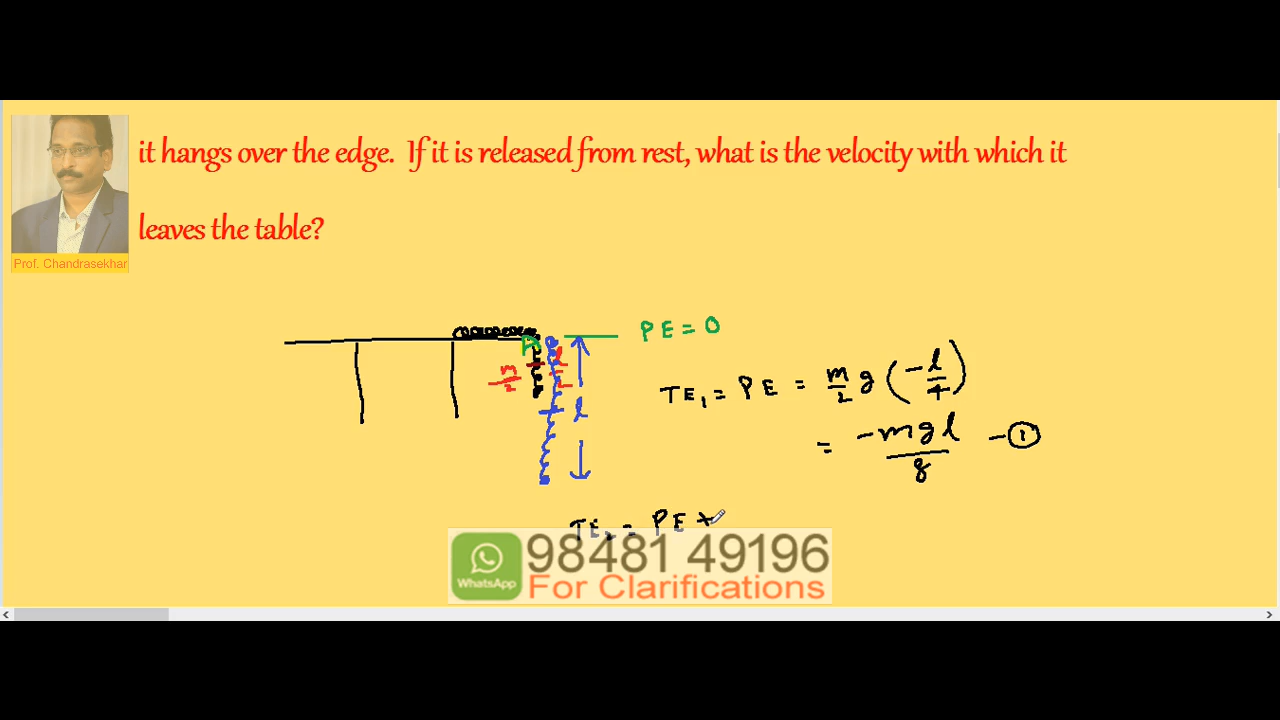 it hangs over the edge. If it is released from rest, what is the velocity with which it
leaves the table?
Prof. Chandrasekhar
PE = 0
m/2
l/2
l
TE₁ = PE = m/2 g (-l/4)
= -mgl/8 - ①
TE₂ = PE +
WhatsApp
98481 49196
For Clarifications